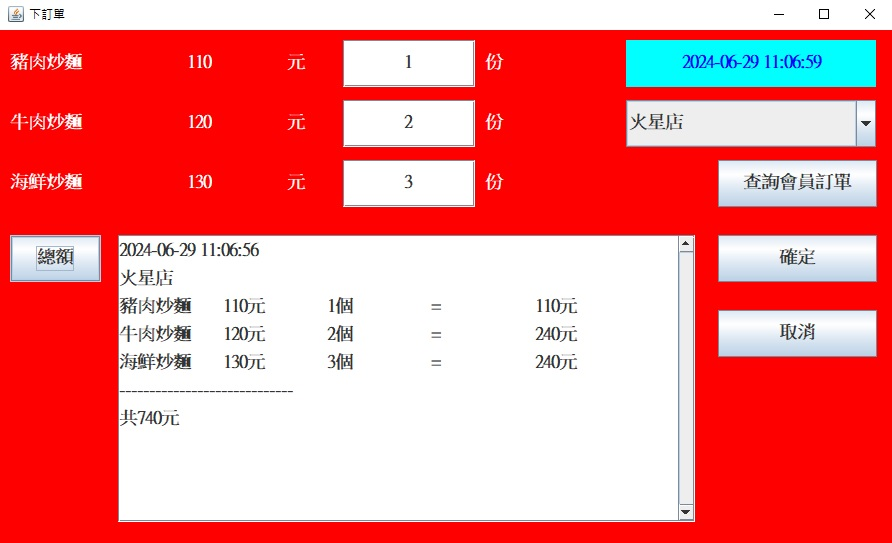 下訂單
豬肉炒麵 110 元 1 份 2024-06-29 11:06:59
牛肉炒麵 120 元 2 份 火星店
海鮮炒麵 130 元 3 份 查詢會員訂單
總額
2024-06-29 11:06:56
火星店
豬肉炒麵 110元 1個 = 110元
牛肉炒麵 120元 2個 = 240元
海鮮炒麵 130元 3個 = 240元
-----------------------------
共740元
確定
取消